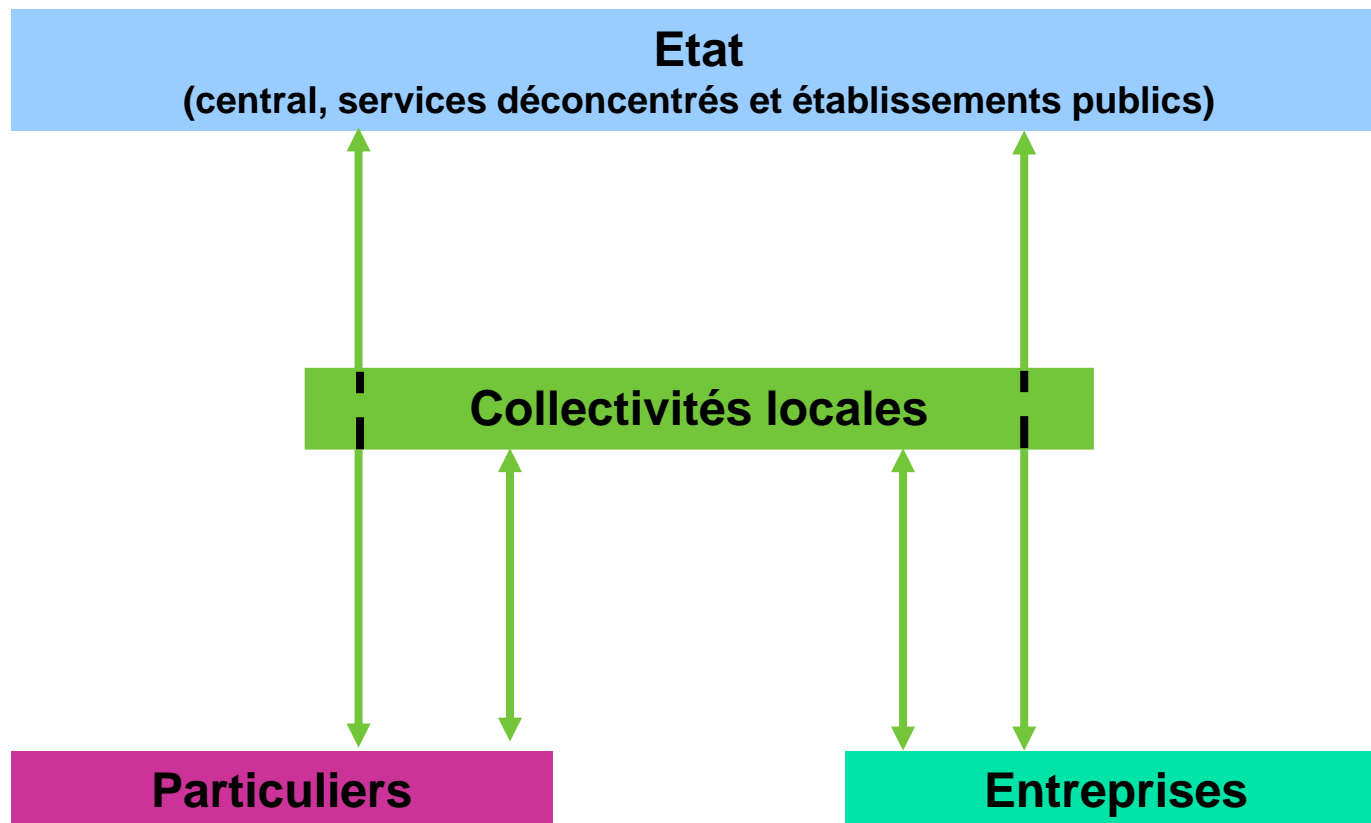 Etat
(central, services déconcentrés et établissements publics)
Collectivités locales
Particuliers
Entreprises